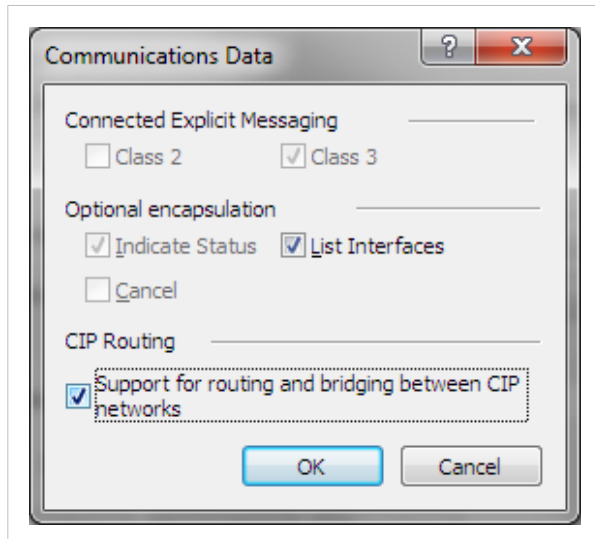 Communications Data
Connected Explicit Messaging
Class 2 Class 3
Optional encapsulation
Indicate Status List Interfaces
Cancel
CIP Routing
Support for routing and bridging between CIP
networks
OK Cancel